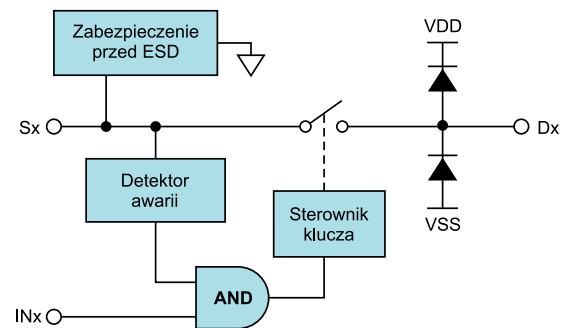 Zabezpieczenie
przed ESD
VDD
Sx
Dx
Detektor
awarii
Sterownik
klucza
VSS
AND
INx